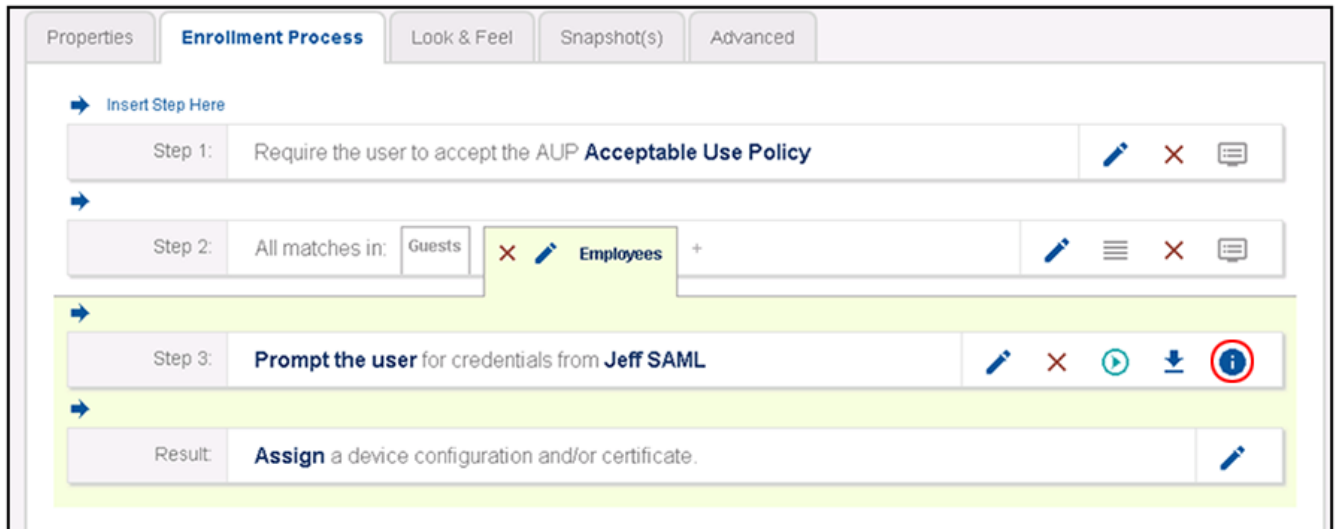 Properties Enrollment Process Look & Feel Snapshot(s) Advanced
Insert Step Here
Step 1: Require the user to accept the AUP Acceptable Use Policy
Step 2: All matches in: Guests Employees +
Step 3: Prompt the user for credentials from Jeff SAML
Result: Assign a device configuration and/or certificate.